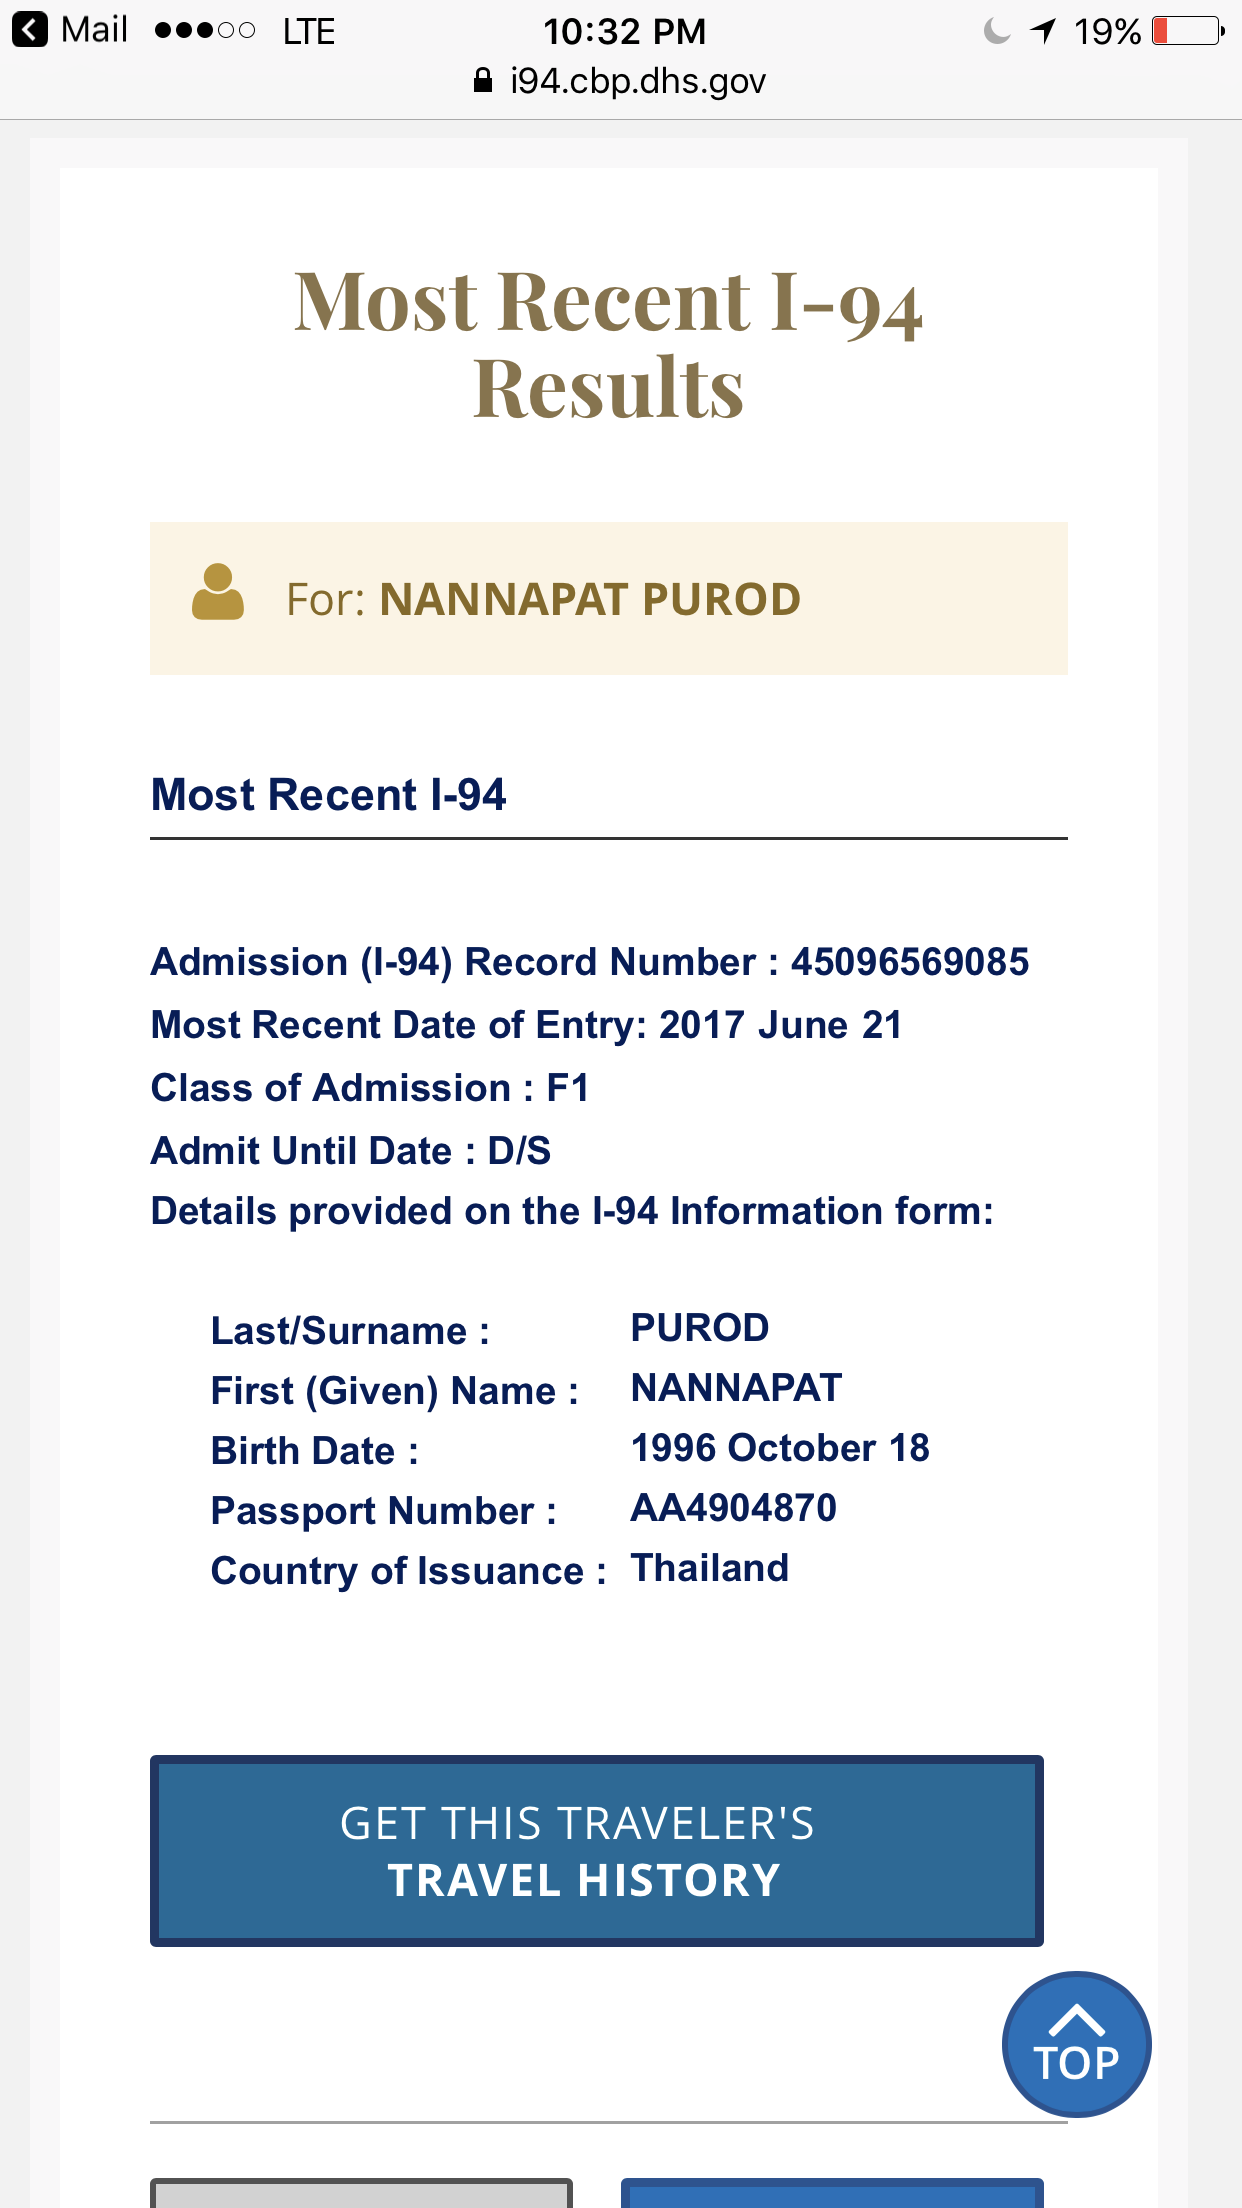 Mail LTE 10:32 PM 19%
i94.cbp.dhs.gov
Most Recent I-94
Results
For: NANNAPAT PUROD
Most Recent I-94
Admission (I-94) Record Number : 45096569085
Most Recent Date of Entry: 2017 June 21
Class of Admission : F1
Admit Until Date : D/S
Details provided on the I-94 Information form:
Last/Surname : PUROD
First (Given) Name : NANNAPAT
Birth Date : 1996 October 18
Passport Number : AA4904870
Country of Issuance : Thailand
GET THIS TRAVELER'S
TRAVEL HISTORY
TOP